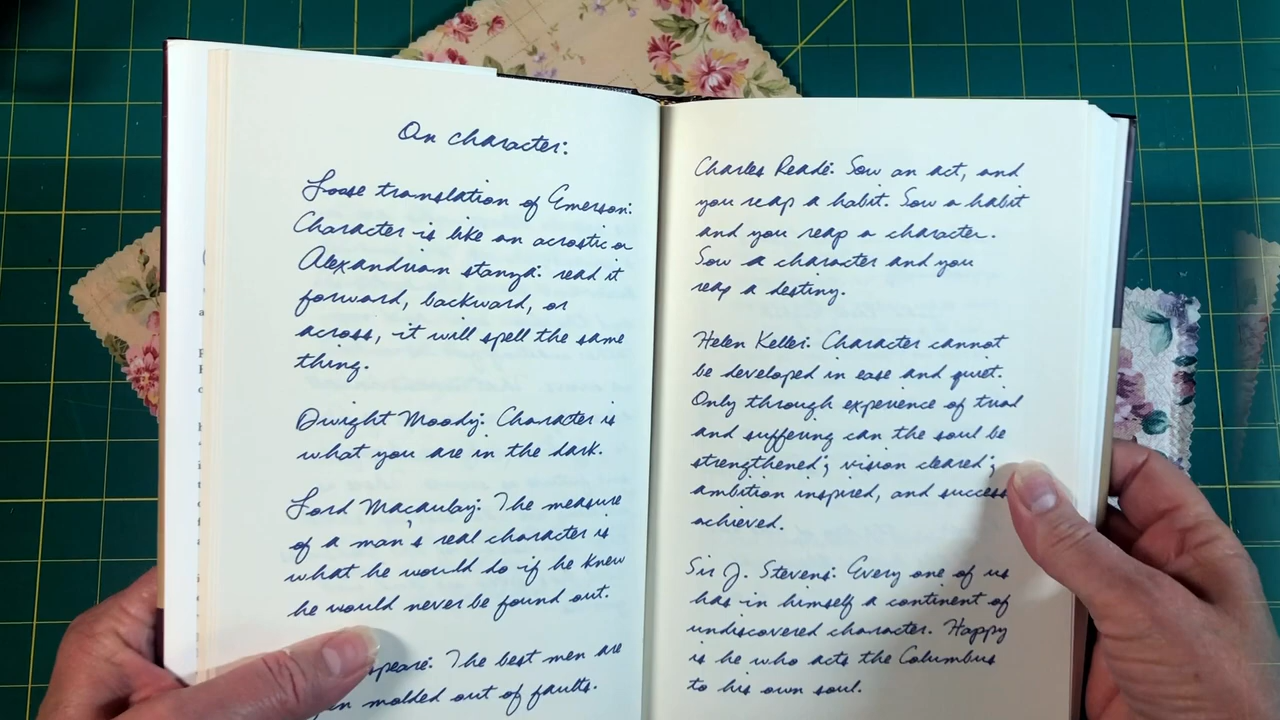 On character:
Loose translation of Emerson:
Character is like an acrostic or
Alexandrian stanza: read it
forward, backward, or
across, it will spell the same
thing.
Dwight Moody: Character is
what you are in the dark.
Lord Macaulay: The measure
of a man's real character is
what he would do if he knew
he would never be found out.
speare: The best men are
molded out of faults.
Charles Reade: Sow an act, and
you reap a habit. Sow a habit
and you reap a character.
Sow a character and you
reap a destiny.
Helen Keller: Character cannot
be developed in ease and quiet.
Only through experience of trial
and suffering can the soul be
strengthened; vision cleared;
ambition inspired, and success
achieved.
Sir J. Stevens: Every one of us
has in himself a continent of
undiscovered character. Happy
is he who acts the Columbus
to his own soul.